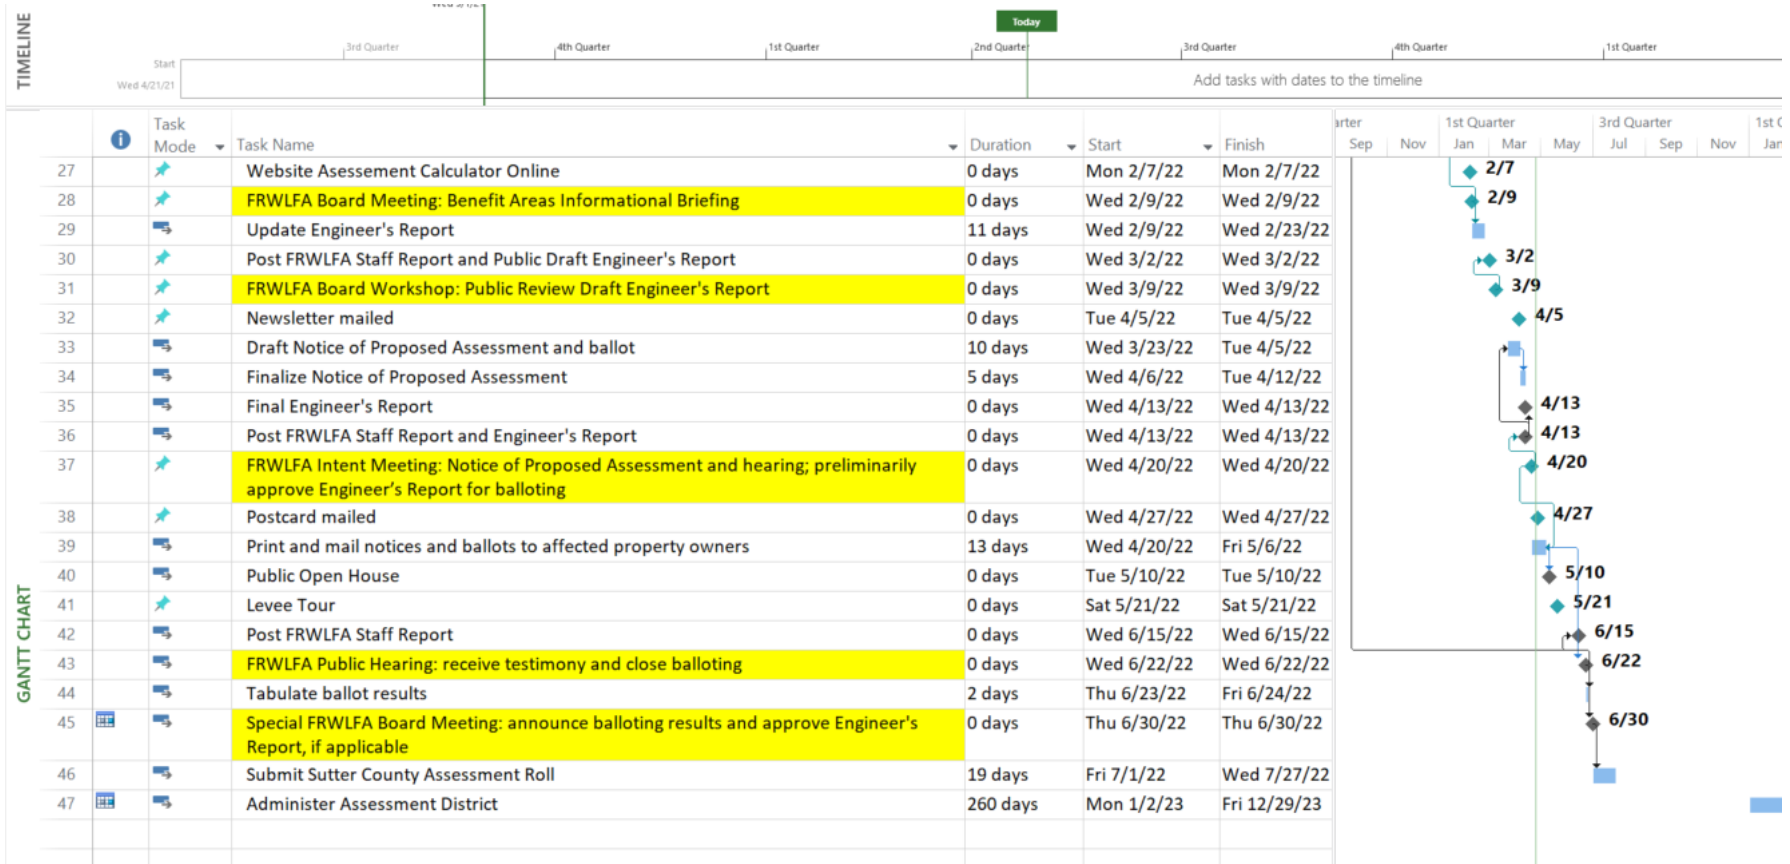 TIMELINE
Today
3rd Quarter 4th Quarter 1st Quarter 2nd Quarter 3rd Quarter 4th Quarter 1st Quarter
Start
Wed 4/21/21
Add tasks with dates to the timeline
GANTT CHART
Task Mode Task Name Duration Start Finish
1st Quarter 3rd Quarter
Sep Nov Jan Mar May Jul Sep Nov Jan
27 Website Asessement Calculator Online 0 days Mon 2/7/22 Mon 2/7/22 2/7
28 FRWLFA Board Meeting: Benefit Areas Informational Briefing 0 days Wed 2/9/22 Wed 2/9/22 2/9
29 Update Engineer's Report 11 days Wed 2/9/22 Wed 2/23/22
30 Post FRWLFA Staff Report and Public Draft Engineer's Report 0 days Wed 3/2/22 Wed 3/2/22 3/2
31 FRWLFA Board Workshop: Public Review Draft Engineer's Report 0 days Wed 3/9/22 Wed 3/9/22 3/9
32 Newsletter mailed 0 days Tue 4/5/22 Tue 4/5/22 4/5
33 Draft Notice of Proposed Assessment and ballot 10 days Wed 3/23/22 Tue 4/5/22
34 Finalize Notice of Proposed Assessment 5 days Wed 4/6/22 Tue 4/12/22
35 Final Engineer's Report 0 days Wed 4/13/22 Wed 4/13/22 4/13
36 Post FRWLFA Staff Report and Engineer's Report 0 days Wed 4/13/22 Wed 4/13/22 4/13
37 FRWLFA Intent Meeting: Notice of Proposed Assessment and hearing; preliminarily 0 days Wed 4/20/22 Wed 4/20/22 4/20
approve Engineer’s Report for balloting
38 Postcard mailed 0 days Wed 4/27/22 Wed 4/27/22 4/27
39 Print and mail notices and ballots to affected property owners 13 days Wed 4/20/22 Fri 5/6/22
40 Public Open House 0 days Tue 5/10/22 Tue 5/10/22 5/10
41 Levee Tour 0 days Sat 5/21/22 Sat 5/21/22 5/21
42 Post FRWLFA Staff Report 0 days Wed 6/15/22 Wed 6/15/22 6/15
43 FRWLFA Public Hearing: receive testimony and close balloting 0 days Wed 6/22/22 Wed 6/22/22 6/22
44 Tabulate ballot results 2 days Thu 6/23/22 Fri 6/24/22
45 Special FRWLFA Board Meeting: announce balloting results and approve Engineer's 0 days Thu 6/30/22 Thu 6/30/22 6/30
Report, if applicable
46 Submit Sutter County Assessment Roll 19 days Fri 7/1/22 Wed 7/27/22
47 Administer Assessment District 260 days Mon 1/2/23 Fri 12/29/23